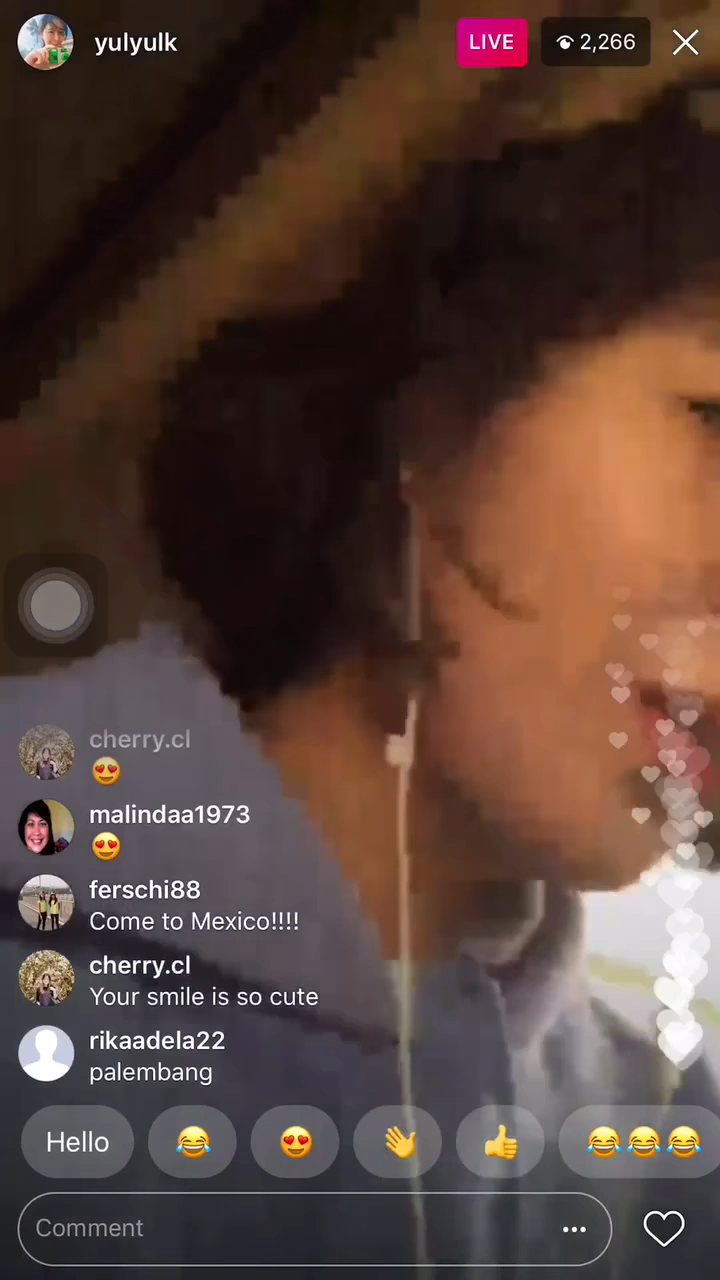 yulyulk
LIVE
2,266
cherry.cl
😍
malindaa1973
😍
ferschi88
Come to Mexico!!!!
cherry.cl
Your smile is so cute
rikaadela22
palembang
Hello 😂 😍 👋 👍 😂😂😂
Comment